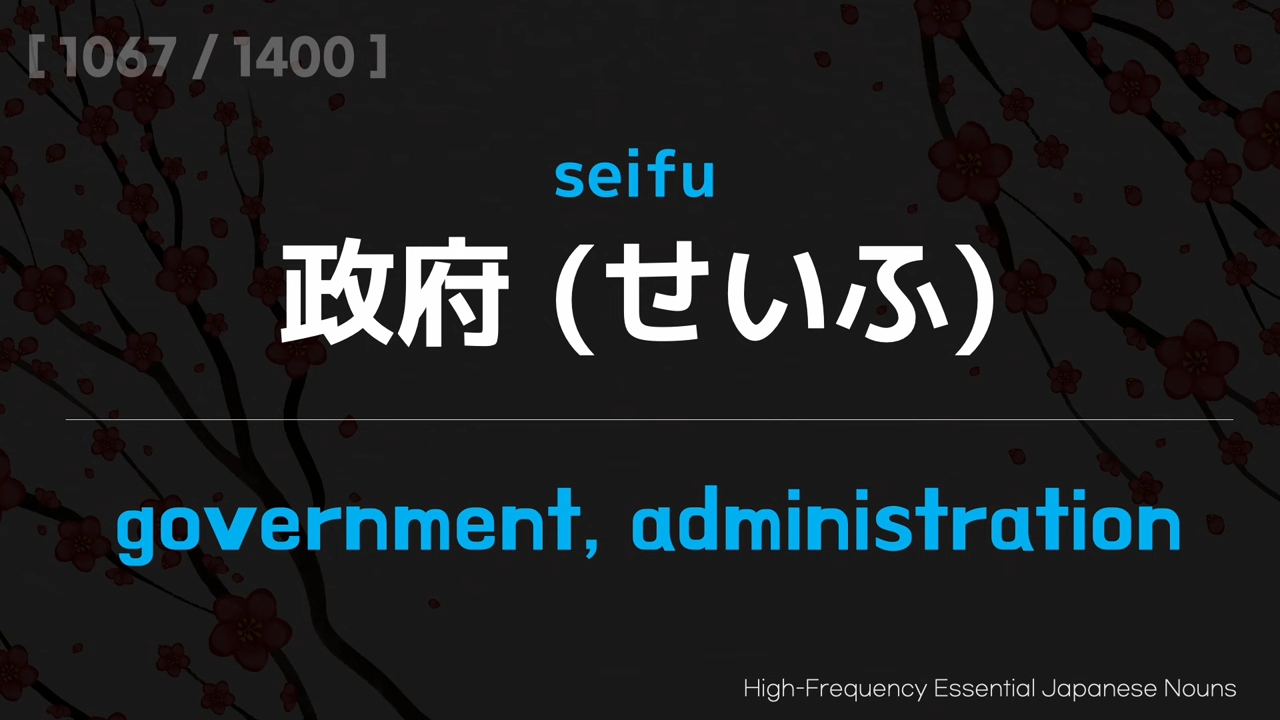 [ 1067 / 1400 ]
seifu
政府 (せいふ)
government, administration
High-Frequency Essential Japanese Nouns